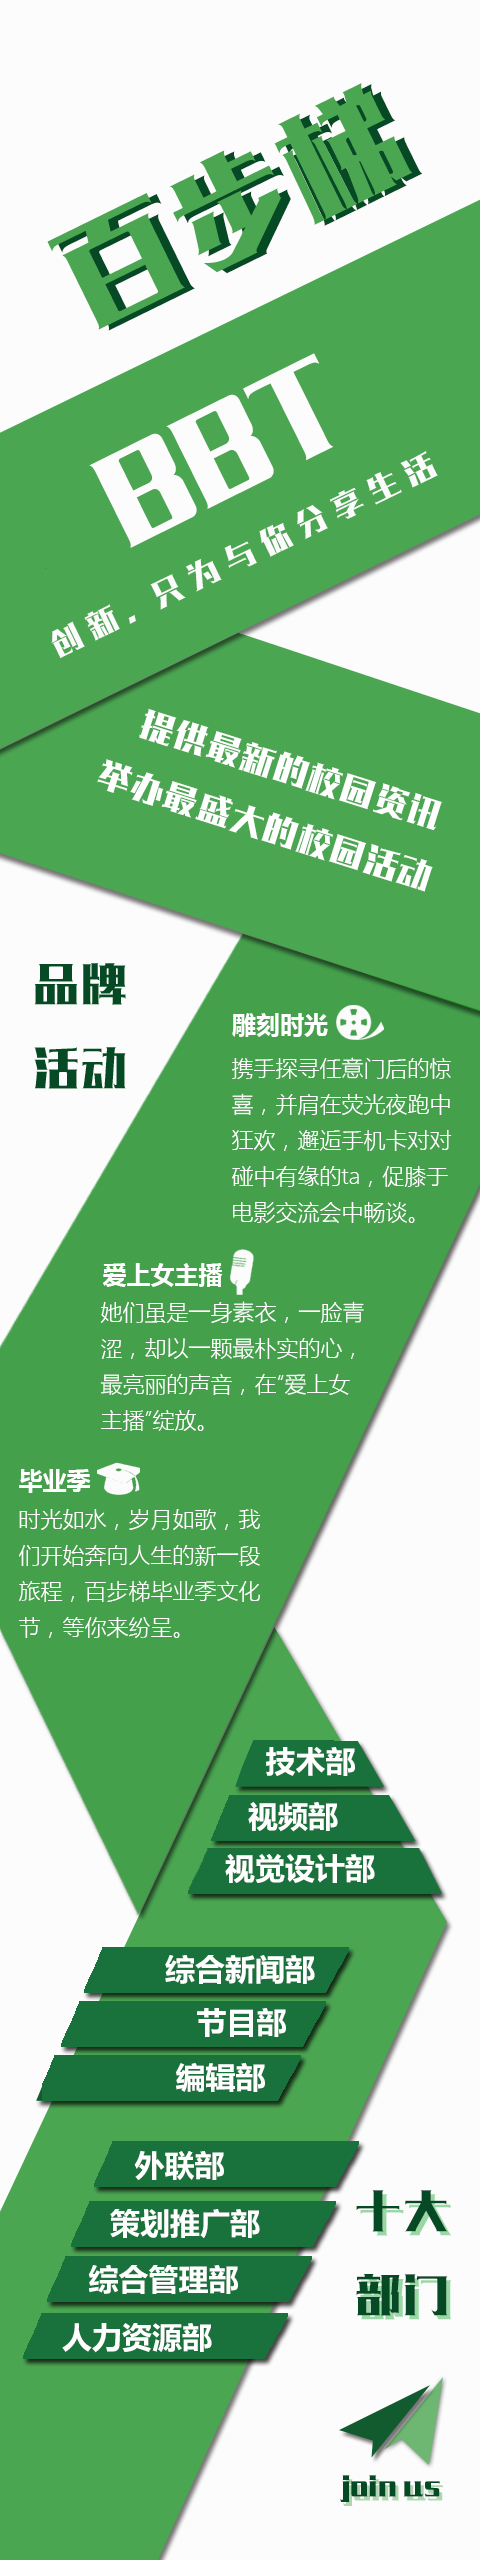 百步梯
BBT
创新，只为与你分享生活
提供最新的校园资讯
举办最盛大的校园活动
品牌
活动
雕刻时光
携手探寻任意门后的惊
喜，并肩在荧光夜跑中
狂欢，邂逅手机卡对对
碰中有缘的ta，促膝于
电影交流会中畅谈。
爱上女主播
她们虽是一身素衣，一脸青
涩，却以一颗最朴实的心，
最亮丽的声音，在“爱上女
主播”绽放。
毕业季
时光如水，岁月如歌，我
们开始奔向人生的新一段
旅程，百步梯毕业季文化
节，等你来纷呈。
技术部
视频部
视觉设计部
综合新闻部
节目部
编辑部
外联部
策划推广部
综合管理部
人力资源部
十大
部门
join us